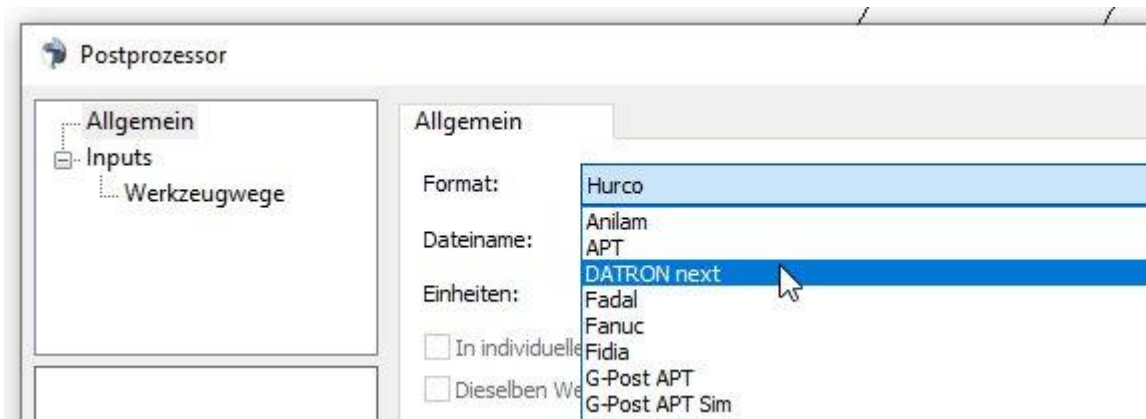 Postprozessor
Allgemein
Inputs
Werkzeugwege
Allgemein
Format:
Hurco
Dateiname:
Einheiten:
In individuelle
Dieselben We
Anilam
APT
DATRON next
Fadal
Fanuc
Fidia
G-Post APT
G-Post APT Sim